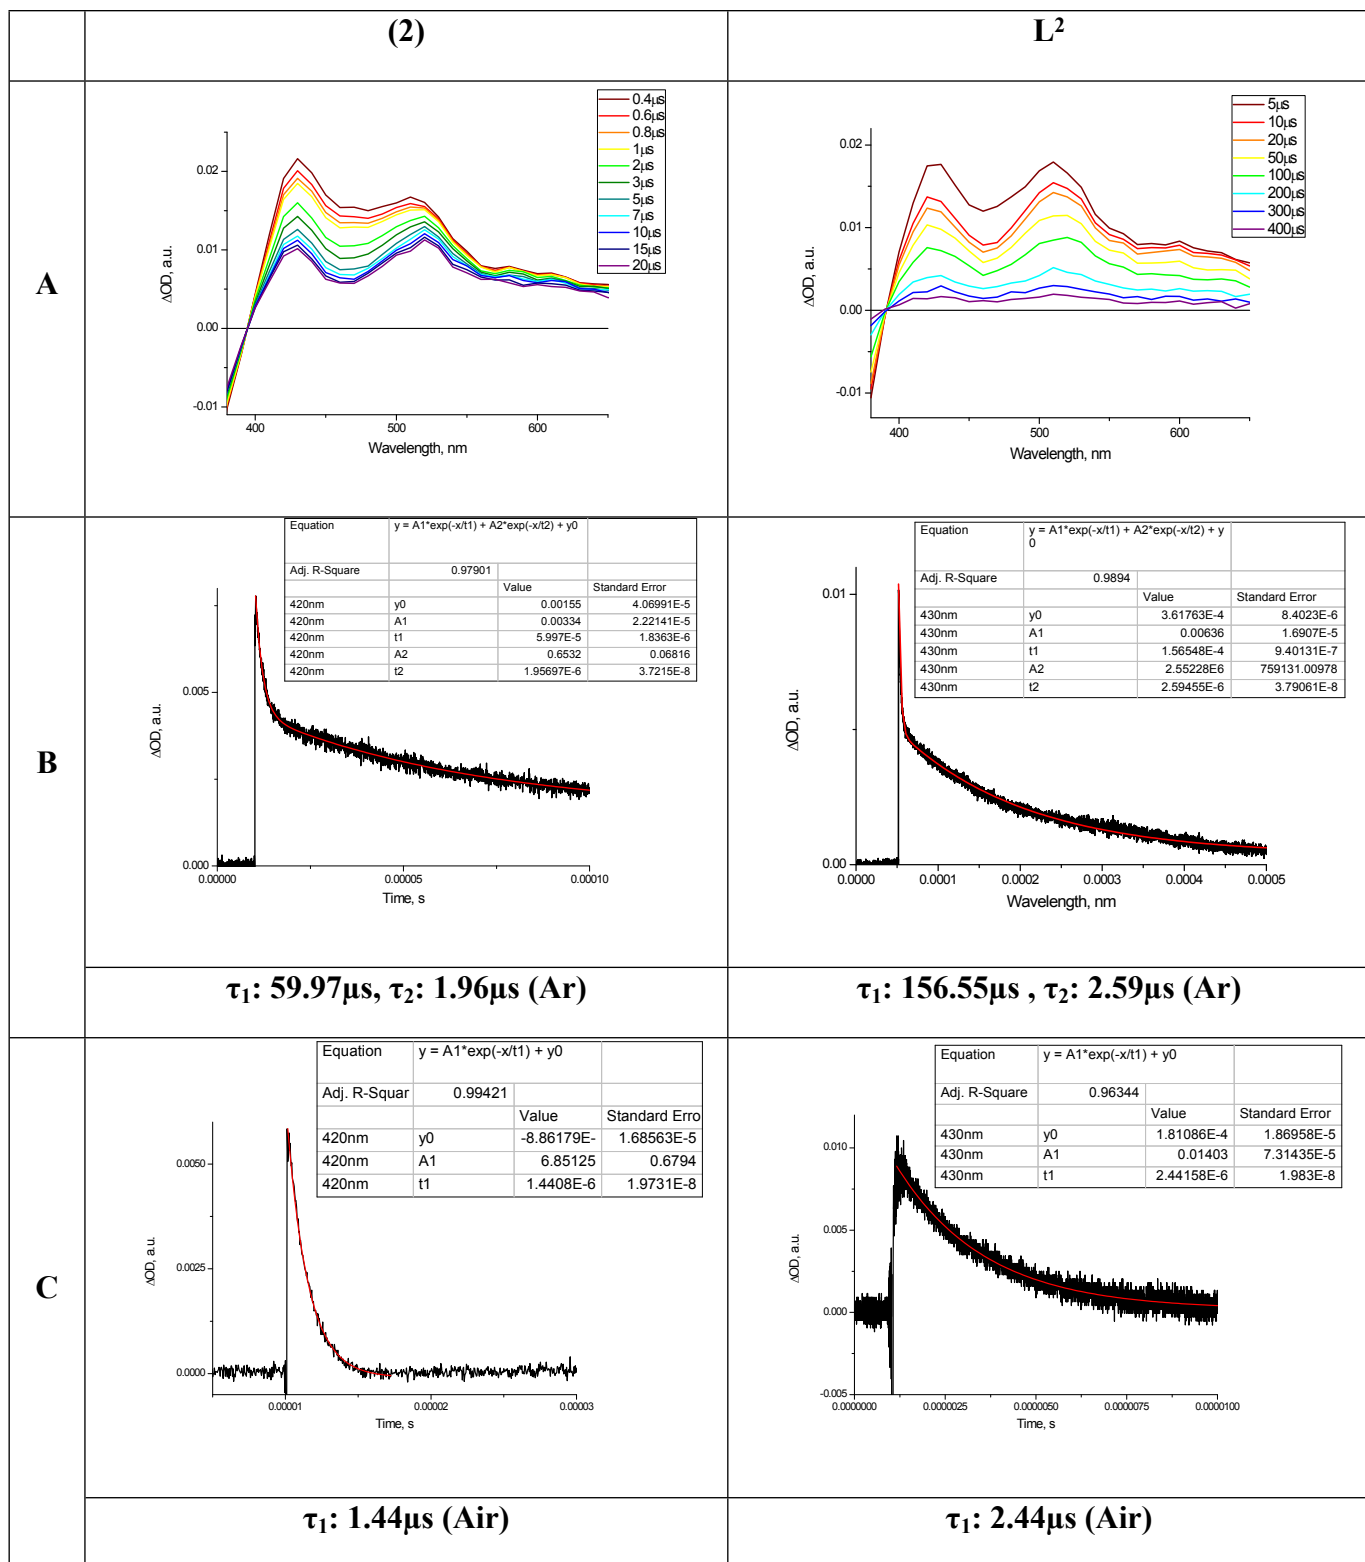 (2)
L²
A
0.4µs
0.6µs
0.8µs
1µs
2µs
3µs
5µs
7µs
10µs
15µs
20µs
0.02
0.01
0.00
-0.01
ΔOD, a.u.
400
500
600
Wavelength, nm
5µs
10µs
20µs
50µs
100µs
200µs
300µs
400µs
0.02
0.01
0.00
-0.01
ΔOD, a.u.
400
500
600
Wavelength, nm
B
Equation y = A1*exp(-x/t1) + A2*exp(-x/t2) + y0
Adj. R-Square 0.97901
Value Standard Error
420nm y0 0.00155 4.06991E-5
420nm A1 0.00334 2.22141E-5
420nm t1 5.997E-5 1.8363E-6
420nm A2 0.6532 0.06816
420nm t2 1.95697E-6 3.7215E-8
0.005
0.000
ΔOD, a.u.
0.00000 0.00005 0.00010
Time, s
Equation y = A1*exp(-x/t1) + A2*exp(-x/t2) + y
0
Adj. R-Square 0.9894
Value Standard Error
430nm y0 3.61763E-4 8.4023E-6
430nm A1 0.00636 1.6907E-5
430nm t1 1.56548E-4 9.40131E-7
430nm A2 2.55228E6 759131.00978
430nm t2 2.59455E-6 3.79061E-8
0.01
0.00
ΔOD, a.u.
0.0000 0.0001 0.0002 0.0003 0.0004 0.0005
Wavelength, nm
τ₁: 59.97µs, τ₂: 1.96µs (Ar)
τ₁: 156.55µs , τ₂: 2.59µs (Ar)
C
Equation y = A1*exp(-x/t1) + y0
Adj. R-Squar 0.99421
Value Standard Erro
420nm y0 -8.86179E- 1.68563E-5
420nm A1 6.85125 0.6794
420nm t1 1.4408E-6 1.9731E-8
0.0050
0.0025
0.0000
ΔOD, a.u.
0.00001 0.00002 0.00003
Time, s
Equation y = A1*exp(-x/t1) + y0
Adj. R-Square 0.96344
Value Standard Error
430nm y0 1.81086E-4 1.86958E-5
430nm A1 0.01403 7.31435E-5
430nm t1 2.44158E-6 1.983E-8
0.010
0.005
0.000
-0.005
ΔOD, a.u.
0.0000000 0.0000025 0.0000050 0.0000075 0.0000100
Time, s
τ₁: 1.44µs (Air)
τ₁: 2.44µs (Air)